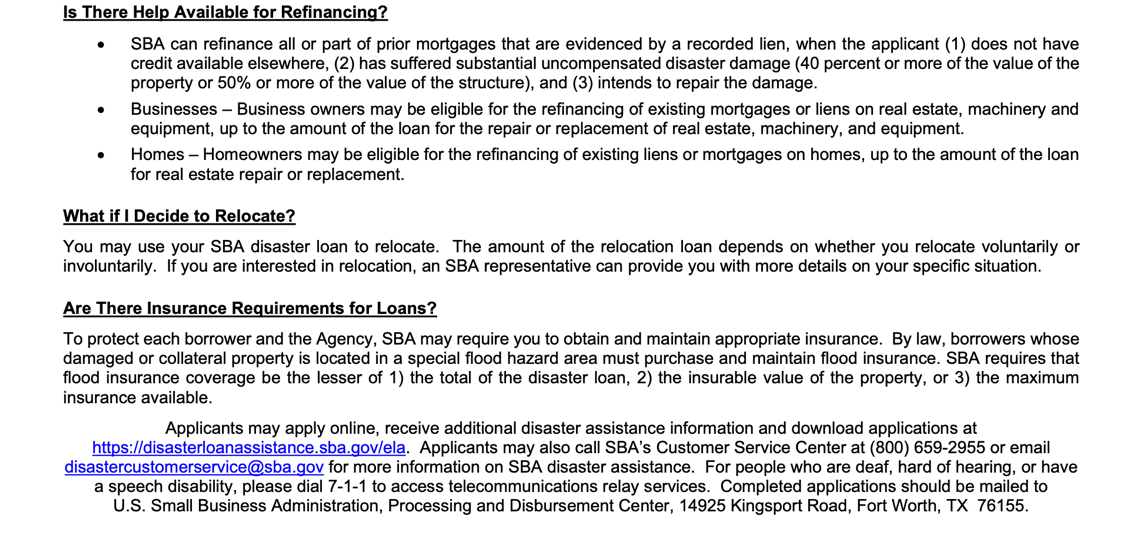 Is There Help Available for Refinancing?
• SBA can refinance all or part of prior mortgages that are evidenced by a recorded lien, when the applicant (1) does not have
credit available elsewhere, (2) has suffered substantial uncompensated disaster damage (40 percent or more of the value of the
property or 50% or more of the value of the structure), and (3) intends to repair the damage.
• Businesses – Business owners may be eligible for the refinancing of existing mortgages or liens on real estate, machinery and
equipment, up to the amount of the loan for the repair or replacement of real estate, machinery, and equipment.
• Homes – Homeowners may be eligible for the refinancing of existing liens or mortgages on homes, up to the amount of the loan
for real estate repair or replacement.
What if I Decide to Relocate?
You may use your SBA disaster loan to relocate. The amount of the relocation loan depends on whether you relocate voluntarily or
involuntarily. If you are interested in relocation, an SBA representative can provide you with more details on your specific situation.
Are There Insurance Requirements for Loans?
To protect each borrower and the Agency, SBA may require you to obtain and maintain appropriate insurance. By law, borrowers whose
damaged or collateral property is located in a special flood hazard area must purchase and maintain flood insurance. SBA requires that
flood insurance coverage be the lesser of 1) the total of the disaster loan, 2) the insurable value of the property, or 3) the maximum
insurance available.
Applicants may apply online, receive additional disaster assistance information and download applications at
https://disasterloanassistance.sba.gov/ela. Applicants may also call SBA’s Customer Service Center at (800) 659-2955 or email
disastercustomerservice@sba.gov for more information on SBA disaster assistance. For people who are deaf, hard of hearing, or have
a speech disability, please dial 7-1-1 to access telecommunications relay services. Completed applications should be mailed to
U.S. Small Business Administration, Processing and Disbursement Center, 14925 Kingsport Road, Fort Worth, TX 76155.